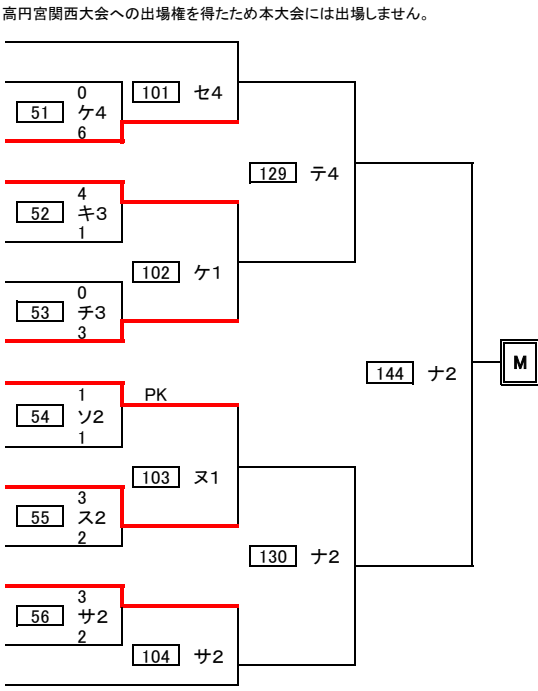 高円宮関西大会への出場権を得たため本大会には出場しません。
0
101 セ4
51 ケ4
6
129 テ4
4
52 キ3
1
102 ケ1
0
53 チ3
3
M
144 ナ2
1 PK
54 ソ2
1
103 ヌ1
3
55 ス2
2
130 ナ2
3
56 サ2
2
104 サ2